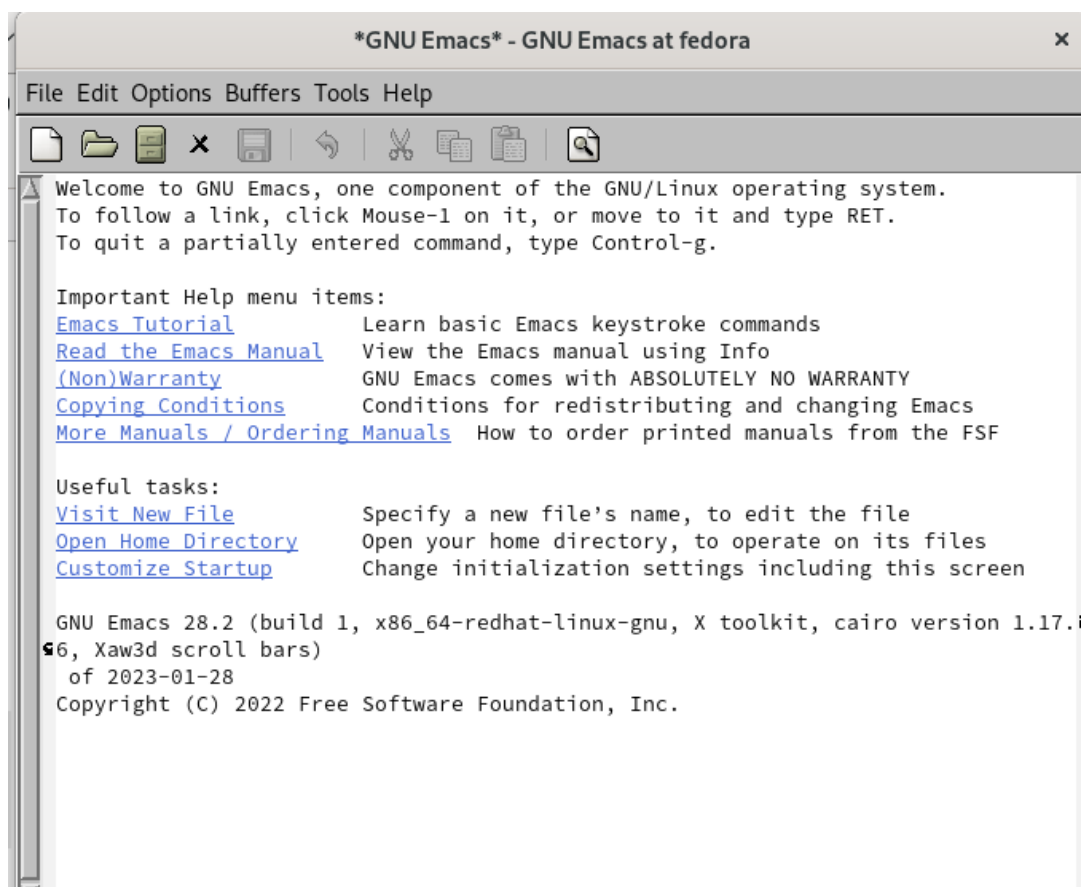 *GNU Emacs* - GNU Emacs at fedora
File Edit Options Buffers Tools Help
Welcome to GNU Emacs, one component of the GNU/Linux operating system.
To follow a link, click Mouse-1 on it, or move to it and type RET.
To quit a partially entered command, type Control-g.
Important Help menu items:
Emacs Tutorial Learn basic Emacs keystroke commands
Read the Emacs Manual View the Emacs manual using Info
(Non)Warranty GNU Emacs comes with ABSOLUTELY NO WARRANTY
Copying Conditions Conditions for redistributing and changing Emacs
More Manuals / Ordering Manuals How to order printed manuals from the FSF
Useful tasks:
Visit New File Specify a new file’s name, to edit the file
Open Home Directory Open your home directory, to operate on its files
Customize Startup Change initialization settings including this screen
GNU Emacs 28.2 (build 1, x86_64-redhat-linux-gnu, X toolkit, cairo version 1.17.
6, Xaw3d scroll bars)
of 2023-01-28
Copyright (C) 2022 Free Software Foundation, Inc.